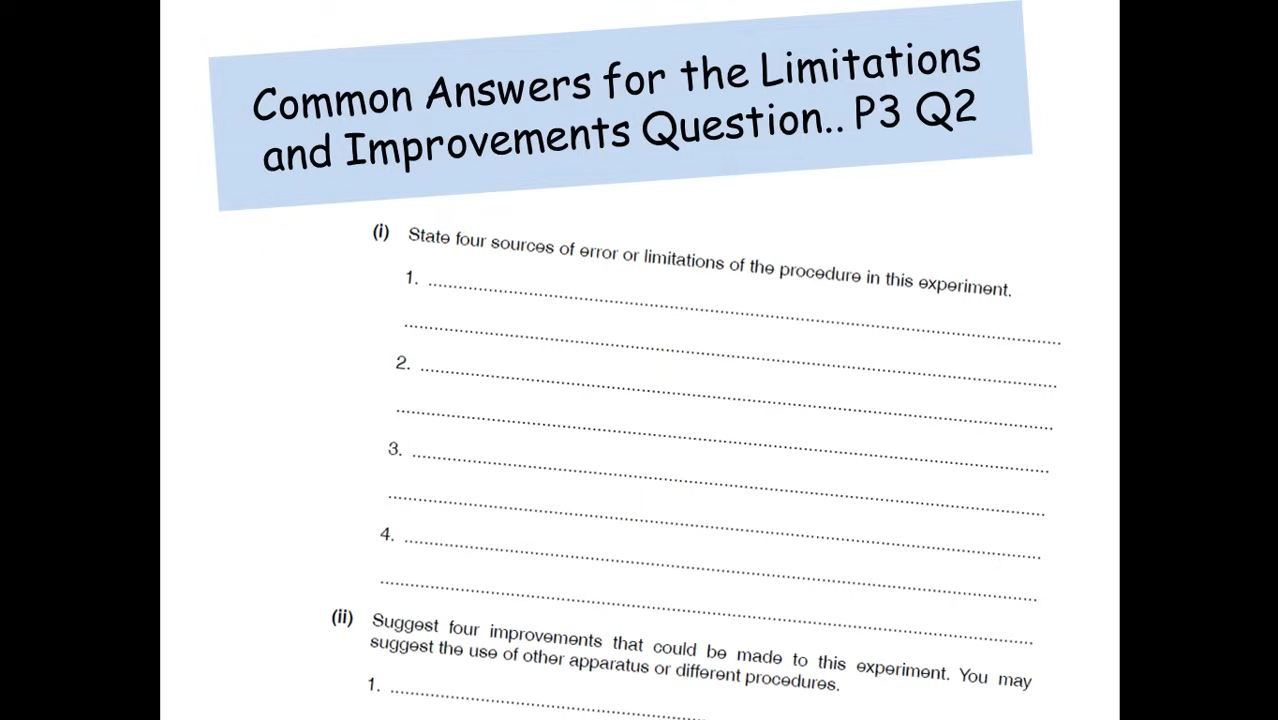 Common Answers for the Limitations
and Improvements Question.. P3 Q2
(i) State four sources of error or limitations of the procedure in this experiment.
1. ..........
..........
2. ..........
..........
3. ..........
..........
4. ..........
..........
(ii) Suggest four improvements that could be made to this experiment. You may
suggest the use of other apparatus or different procedures.
1. ..........